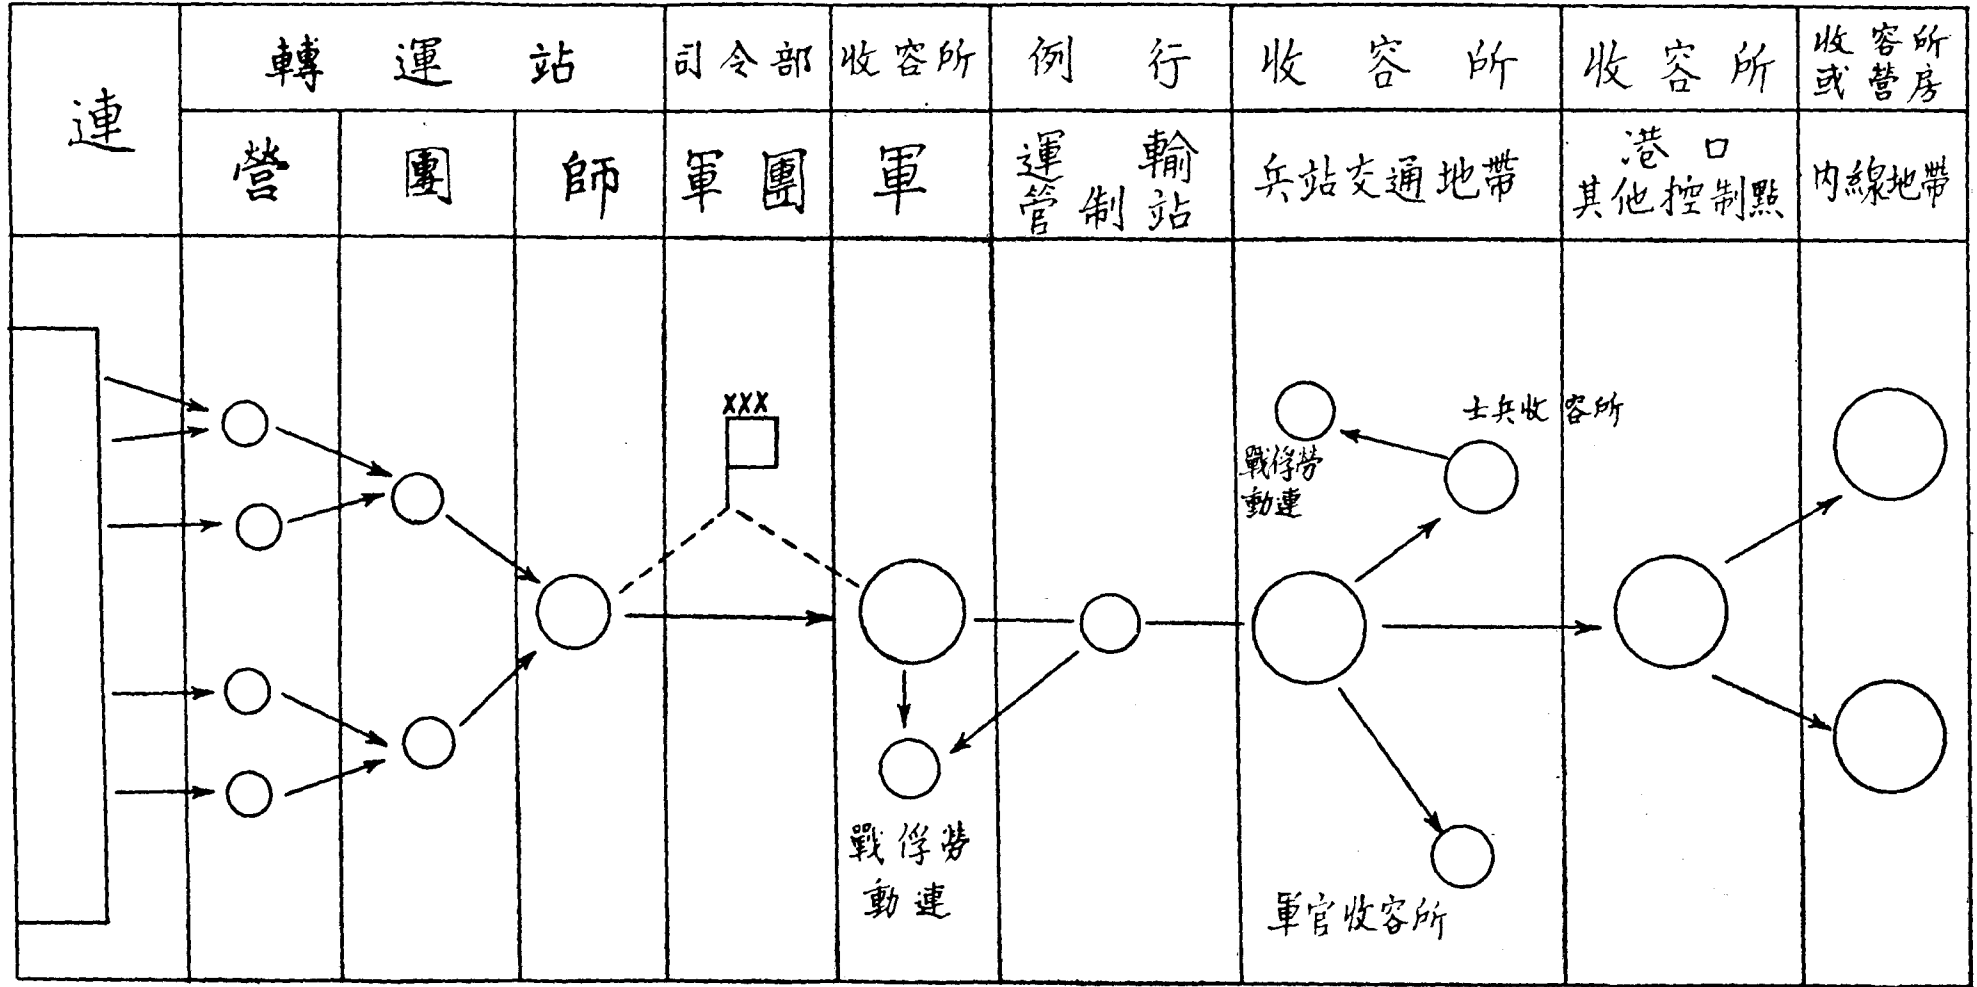 連
轉運站
司令部
收容所
例行
收容所
收容所
收容所
或營房
營
團
師
軍團
軍
運輸
管制站
兵站交通地帶
港口
其他控制點
內線地帶
XXX
士兵收容所
戰俘勞
動連
戰俘勞
動連
軍官收容所